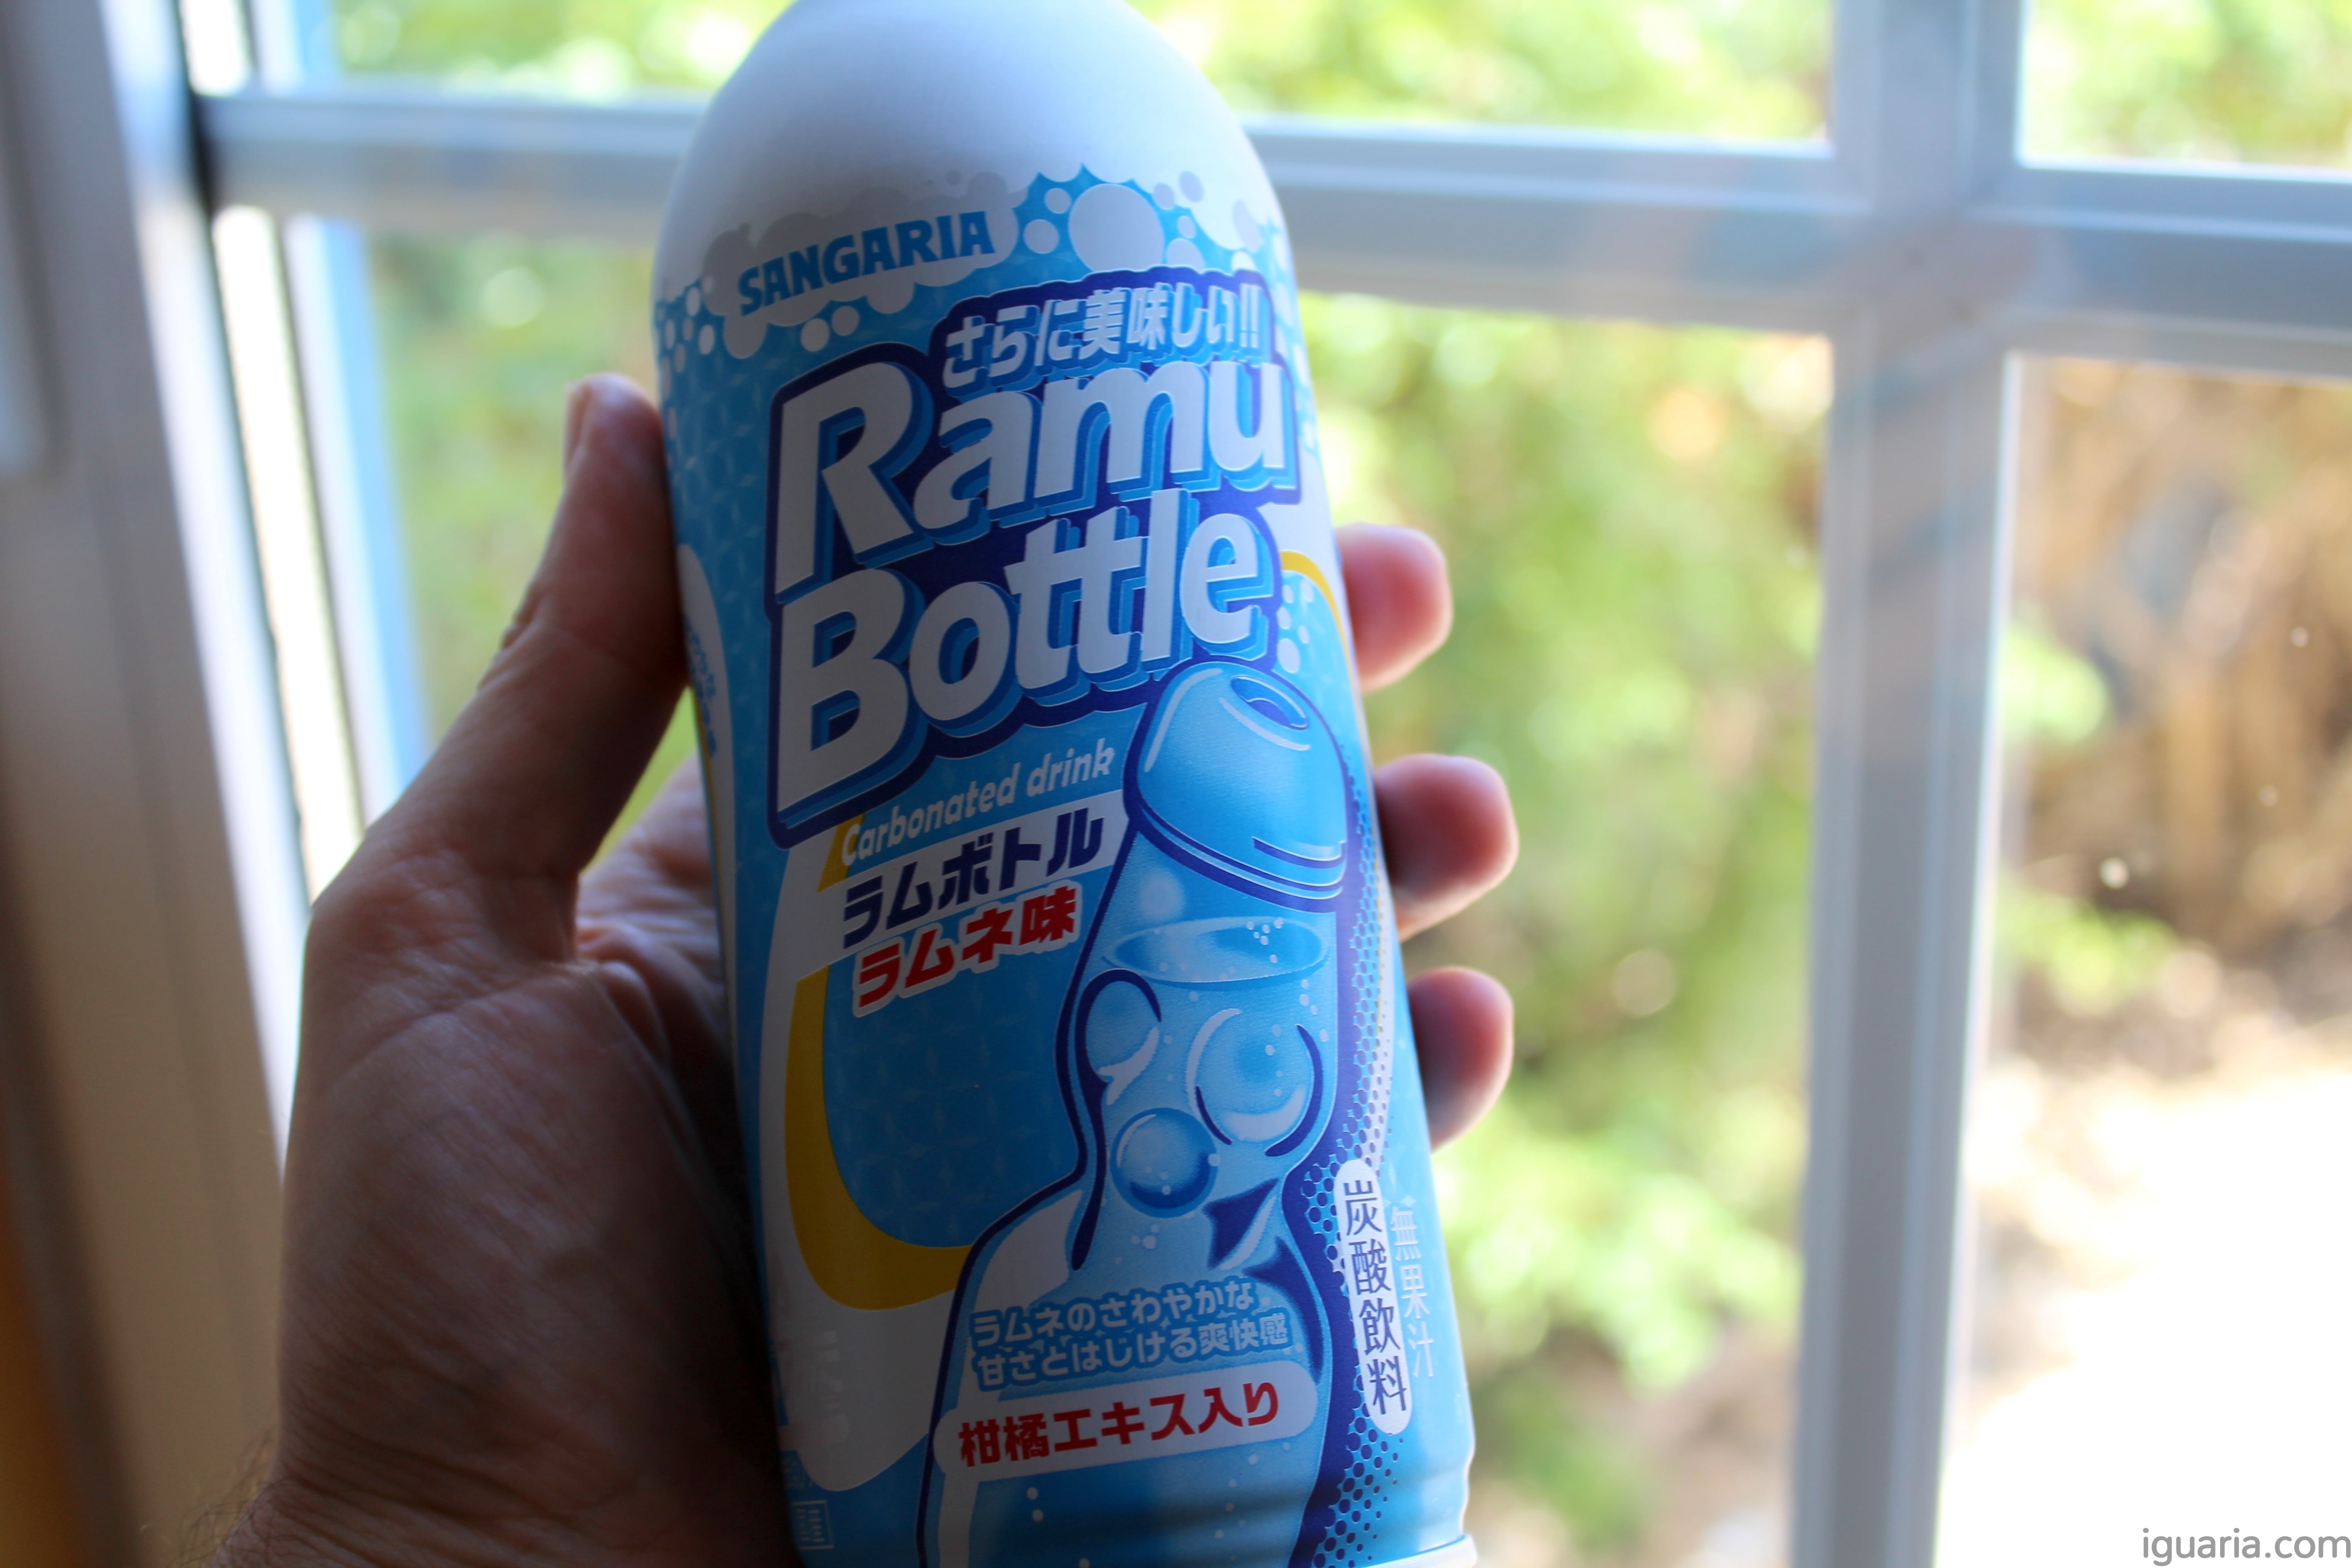 SANGARIA
さらに美味しい!!
Ramu
Bottle
Carbonated drink
ラムボトル
ラムネ味
ラムネのさわやかな
甘さとはじける爽快感
柑橘エキス入り
炭酸飲料
無果汁
iguaria.com